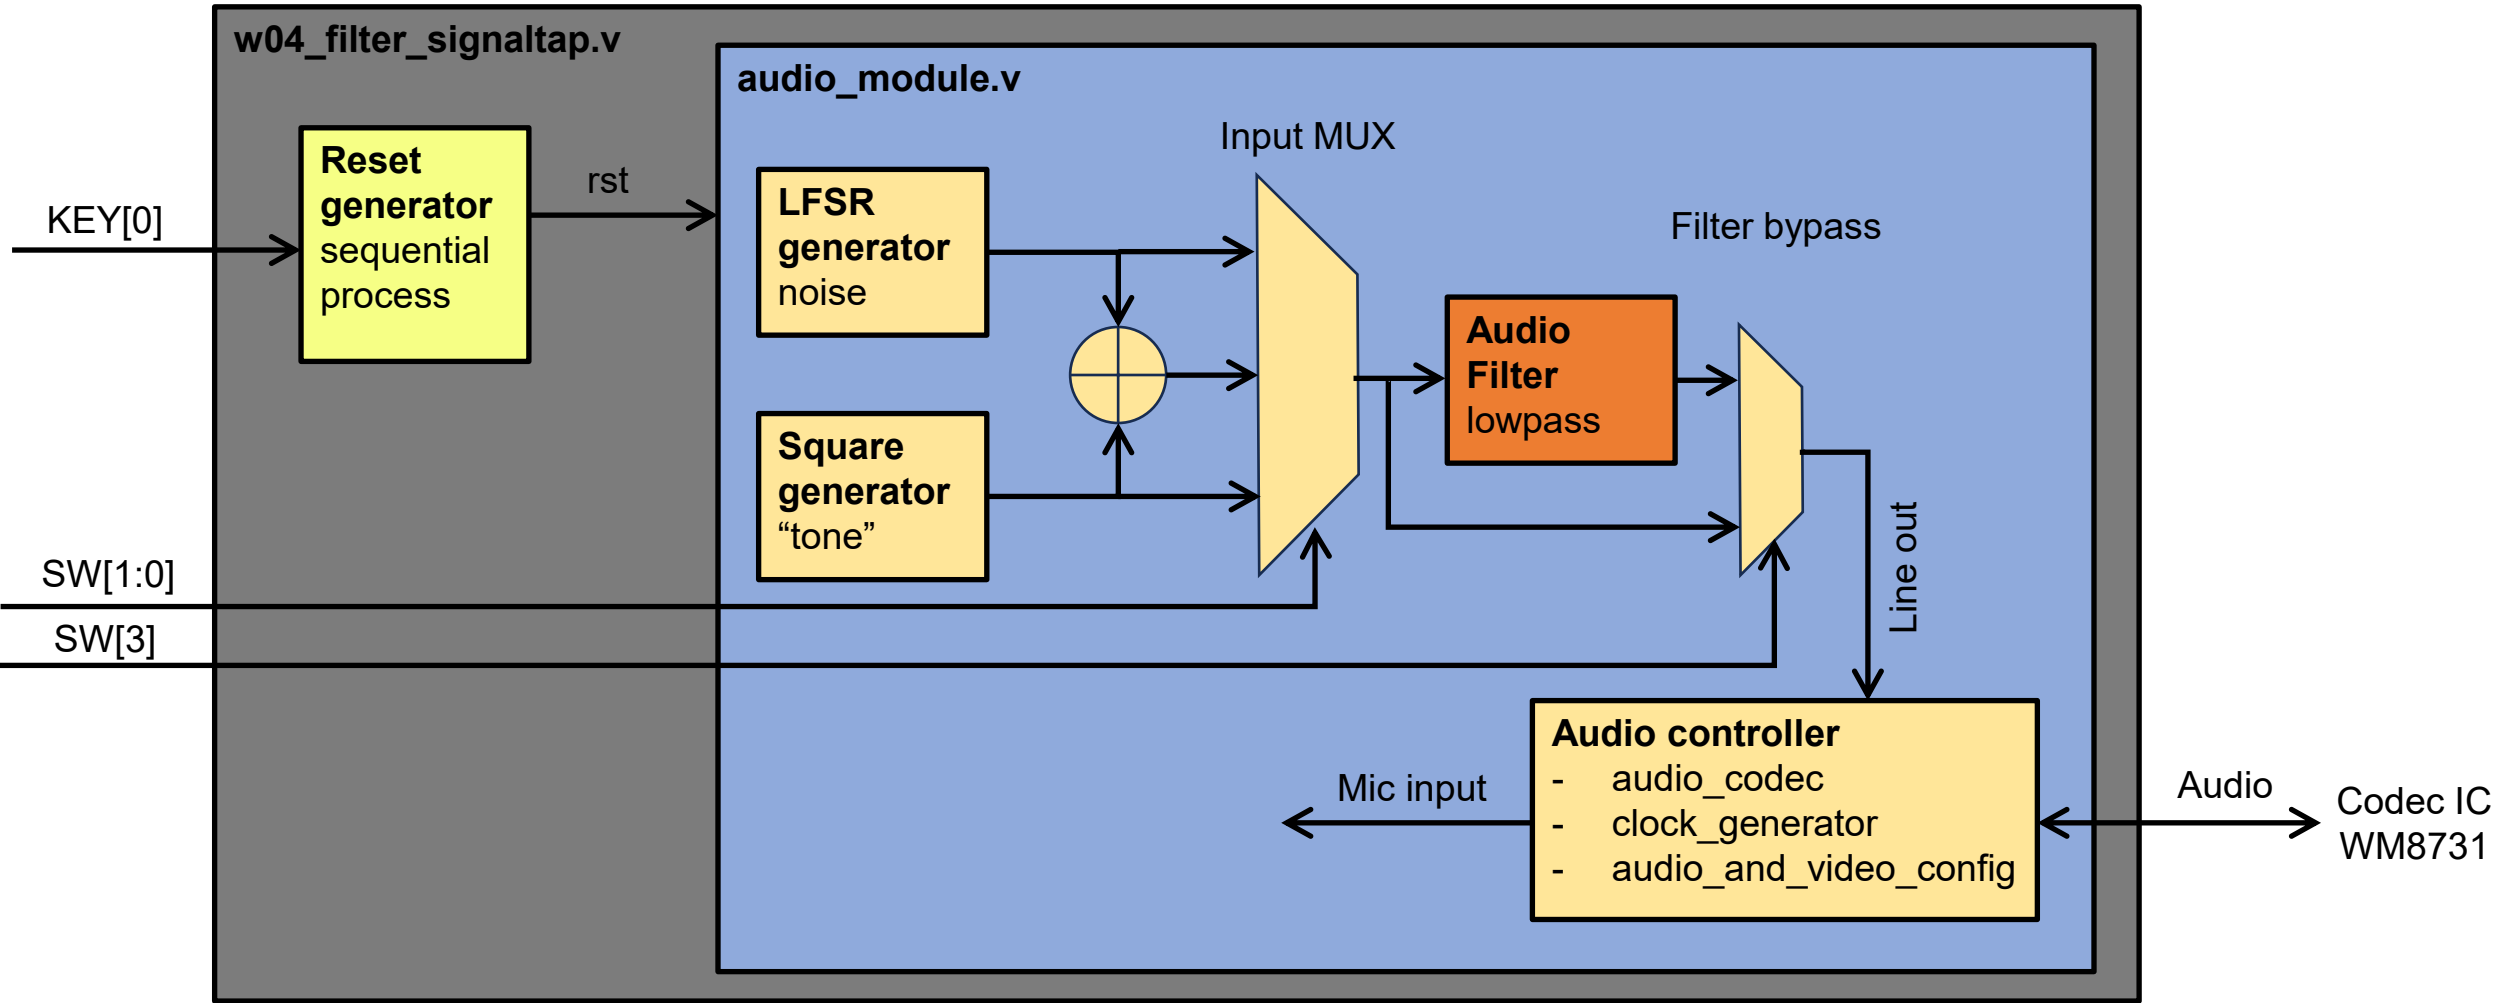 w04_filter_signaltap.v
audio_module.v
Input MUX
Reset
generator
sequential
process
rst
KEY[0]
LFSR
generator
noise
Filter bypass
Audio
Filter
lowpass
Square
generator
“tone”
SW[1:0]
SW[3]
Line out
Audio controller
- audio_codec
- clock_generator
- audio_and_video_config
Mic input
Audio
Codec IC
WM8731